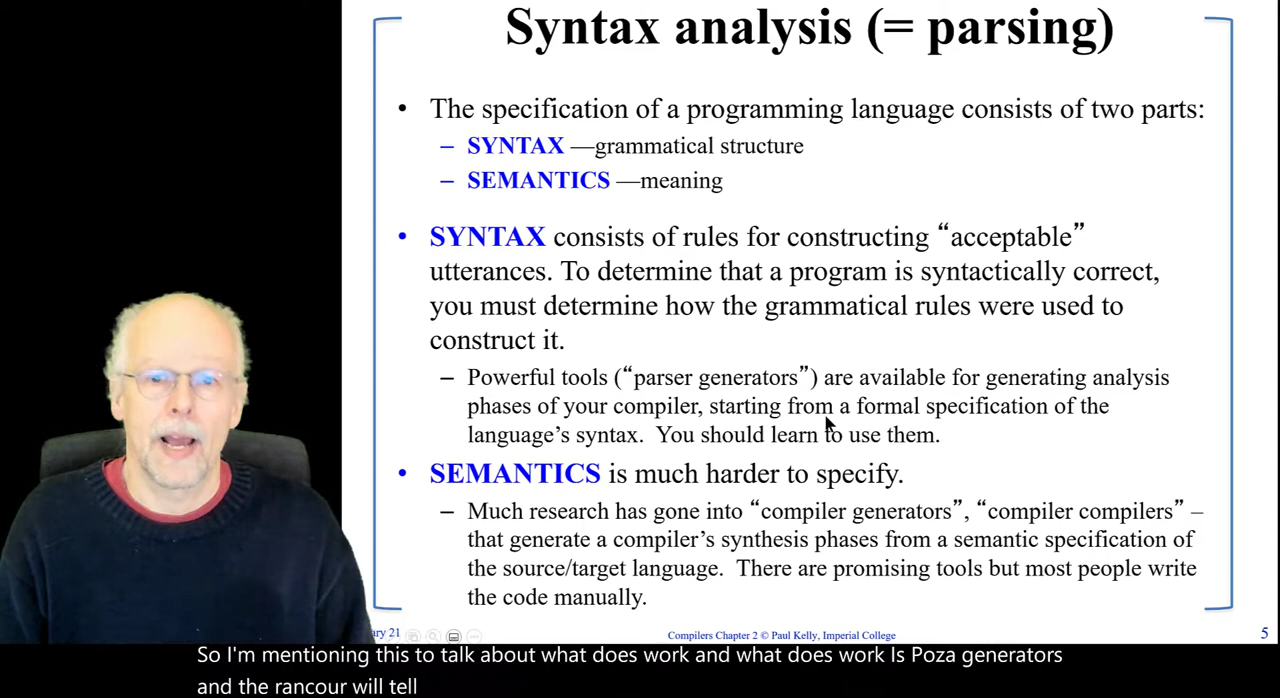 Syntax analysis (= parsing)
• The specification of a programming language consists of two parts:
– SYNTAX —grammatical structure
– SEMANTICS —meaning
• SYNTAX consists of rules for constructing “acceptable”
utterances. To determine that a program is syntactically correct,
you must determine how the grammatical rules were used to
construct it.
– Powerful tools (“parser generators”) are available for generating analysis
phases of your compiler, starting from a formal specification of the
language’s syntax. You should learn to use them.
• SEMANTICS is much harder to specify.
– Much research has gone into “compiler generators”, “compiler compilers” –
that generate a compiler’s synthesis phases from a semantic specification of
the source/target language. There are promising tools but most people write
the code manually.
ary 21
Compilers Chapter 2 © Paul Kelly, Imperial College
5
So I'm mentioning this to talk about what does work and what does work Is Poza generators
and the rancour will tell